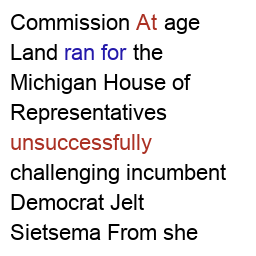 Commission At age
Land ran for the
Michigan House of
Representatives
unsuccessfully
challenging incumbent
Democrat Jelt
Sietsema From she